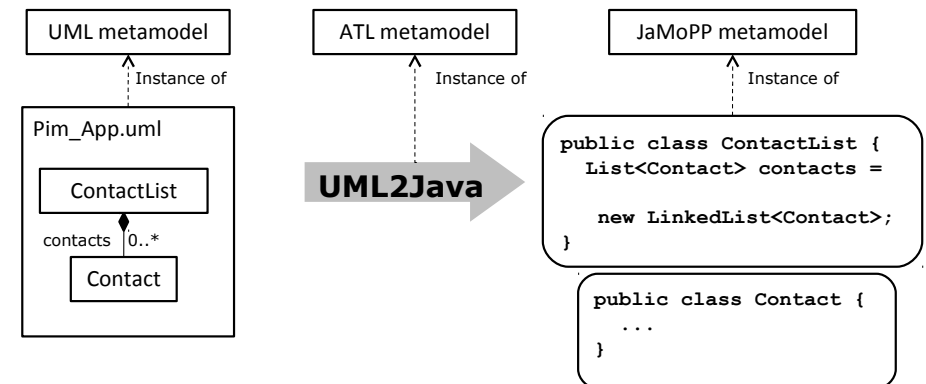 UML metamodel
ATL metamodel
JaMoPP metamodel
Instance of
Instance of
Instance of
Pim_App.uml
ContactList
contacts 0..*
Contact
UML2Java
public class ContactList {
List<Contact> contacts =
new LinkedList<Contact>;
}
public class Contact {
...
}